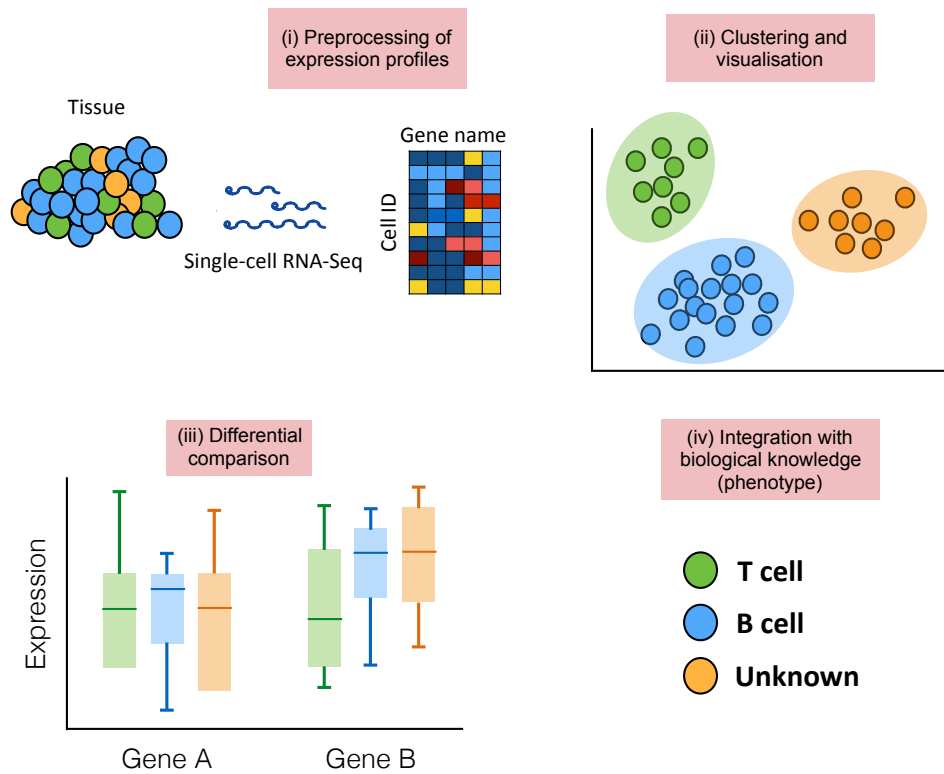 (i) Preprocessing of
expression profiles
(ii) Clustering and
visualisation
Tissue
Gene name
Cell ID
Single-cell RNA-Seq
(iii) Differential
comparison
(iv) Integration with
biological knowledge
(phenotype)
Expression
Gene A
Gene B
T cell
B cell
Unknown